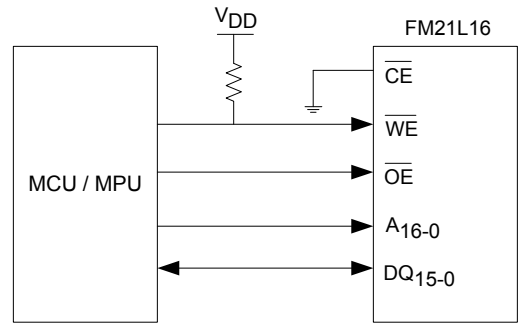 VDD
FM21L16
CE
WE
MCU / MPU
OE
A16-0
DQ15-0